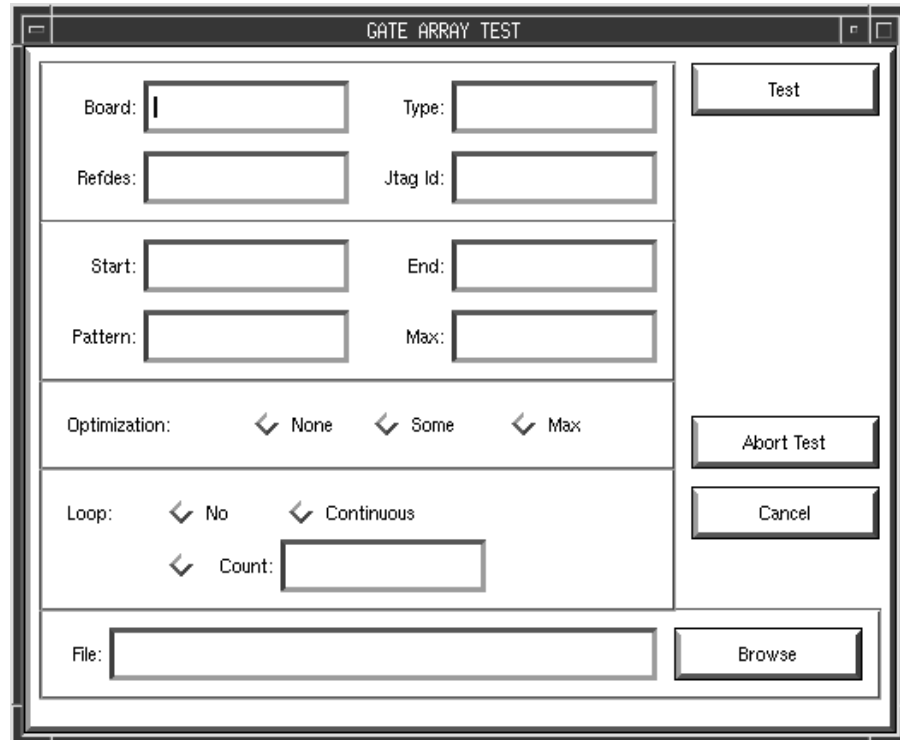 GATE ARRAY TEST
Board: Type: Test
Refdes: Jtag Id:
Start: End:
Pattern: Max:
Optimization: None Some Max
Abort Test
Loop: No Continuous Cancel
Count:
File: Browse